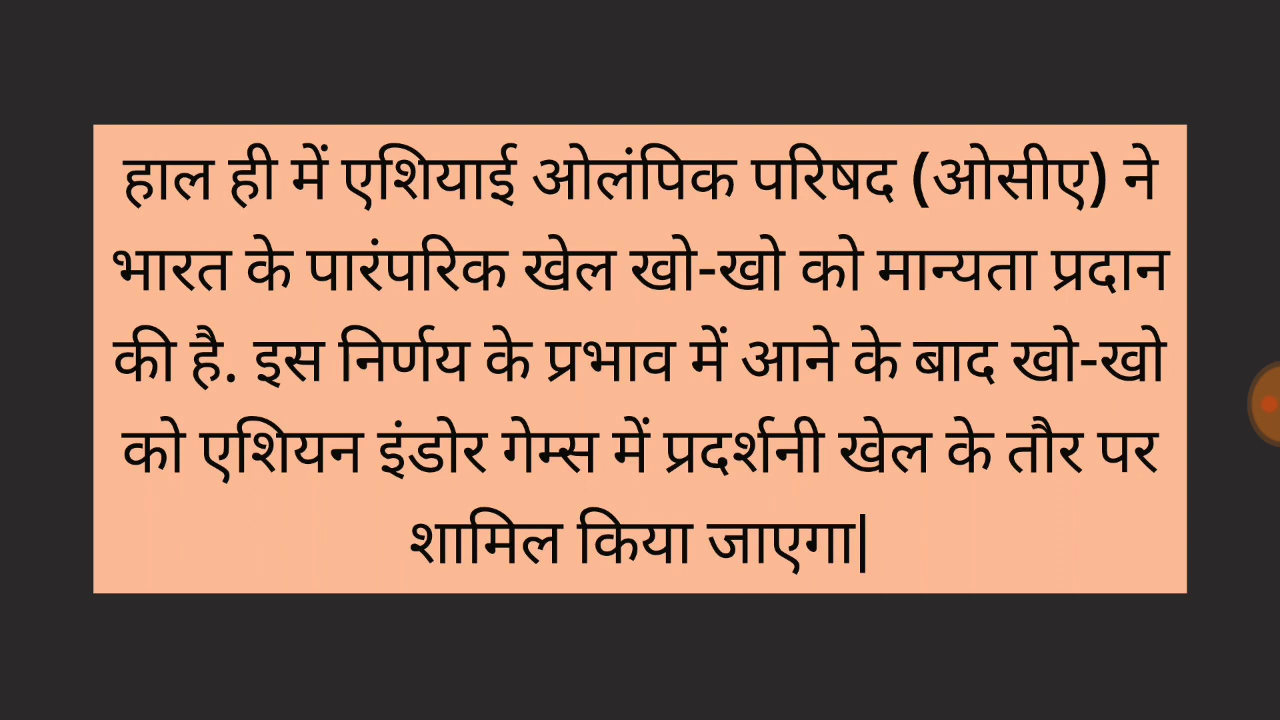 हाल ही में एशियाई ओलंपिक परिषद (ओसीए) ने
भारत के पारंपरिक खेल खो-खो को मान्यता प्रदान
की है. इस निर्णय के प्रभाव में आने के बाद खो-खो
को एशियन इंडोर गेम्स में प्रदर्शनी खेल के तौर पर
शामिल किया जाएगा|